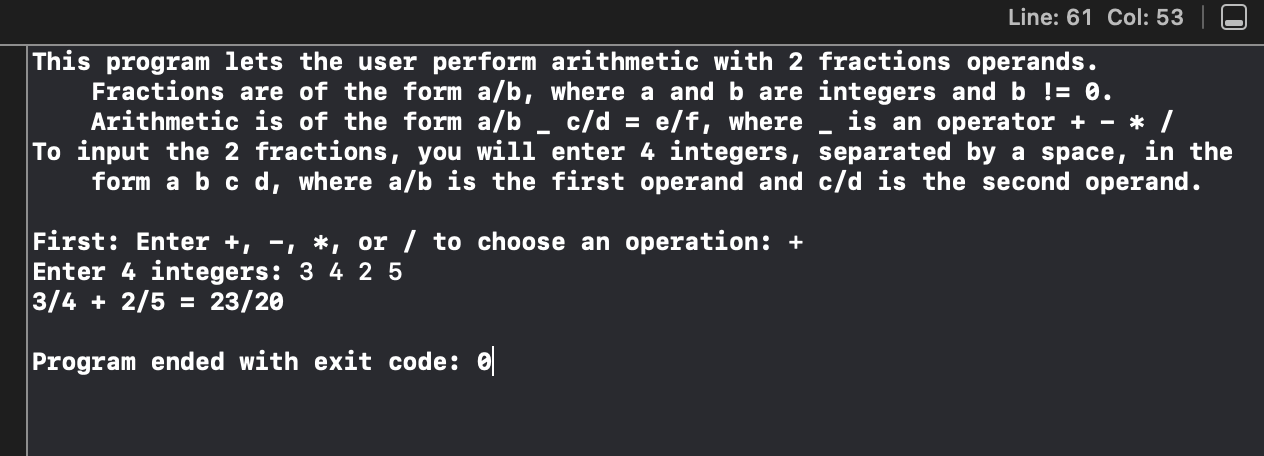 Line: 61 Col: 53
This program lets the user perform arithmetic with 2 fractions operands.
Fractions are of the form a/b, where a and b are integers and b != 0.
Arithmetic is of the form a/b _ c/d = e/f, where _ is an operator + - * /
To input the 2 fractions, you will enter 4 integers, separated by a space, in the
form a b c d, where a/b is the first operand and c/d is the second operand.
First: Enter +, -, *, or / to choose an operation: +
Enter 4 integers: 3 4 2 5
3/4 + 2/5 = 23/20
Program ended with exit code: 0